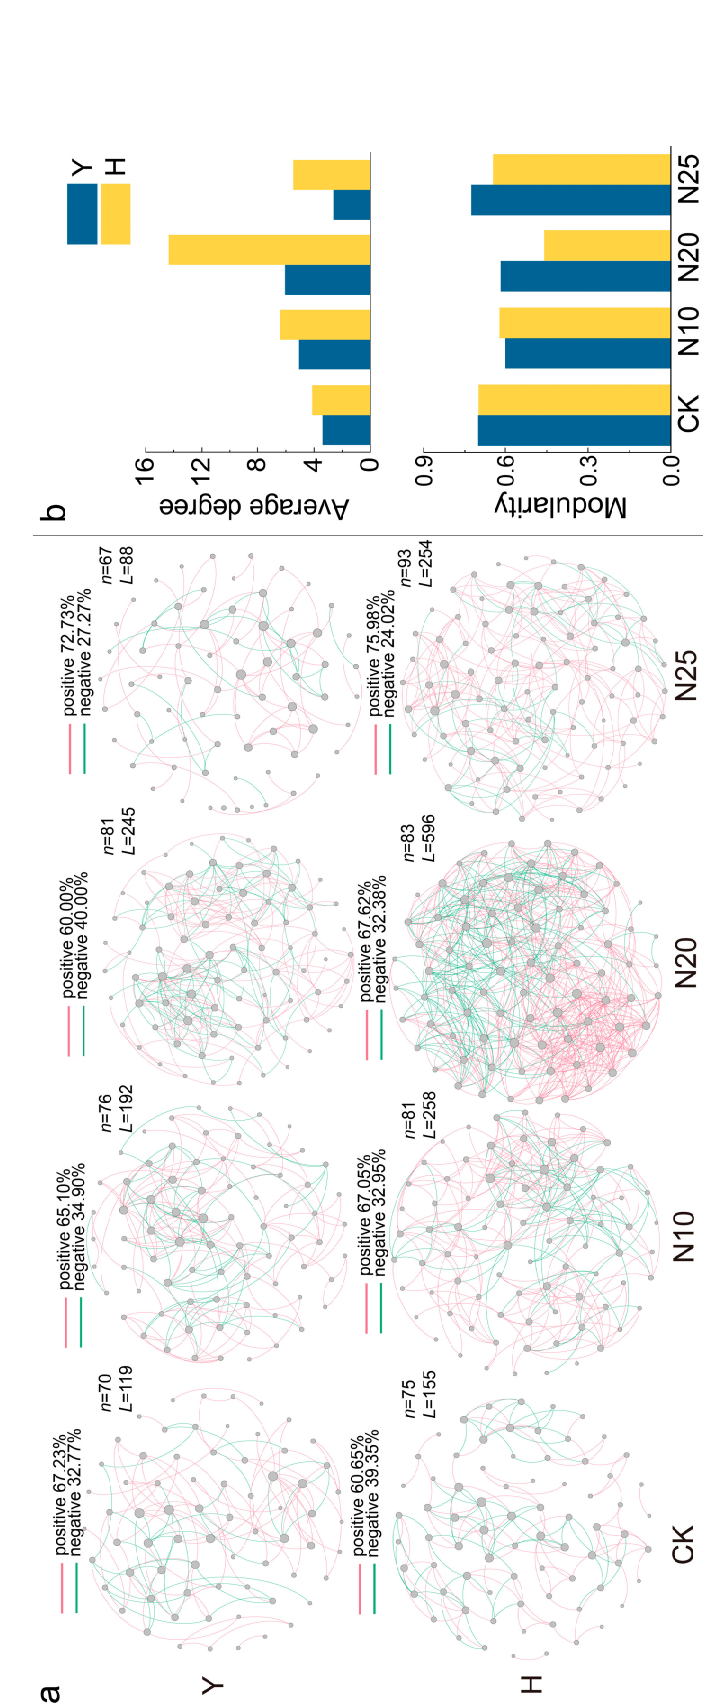 a
positive 67.23%
negative 32.77%
n=70
L=119
positive 65.10%
negative 34.90%
n=76
L=192
positive 60.00%
negative 40.00%
n=81
L=245
positive 72.73%
negative 27.27%
n=67
L=88
Y
positive 60.65%
negative 39.35%
n=75
L=155
positive 67.05%
negative 32.95%
n=81
L=258
positive 67.62%
negative 32.38%
n=83
L=596
positive 75.98%
negative 24.02%
n=93
L=254
H
CK N10 N20 N25
b
Y
H
16
12
8
4
0
Average degree
0.9
0.6
0.3
0.0
Modularity
CK N10 N20 N25